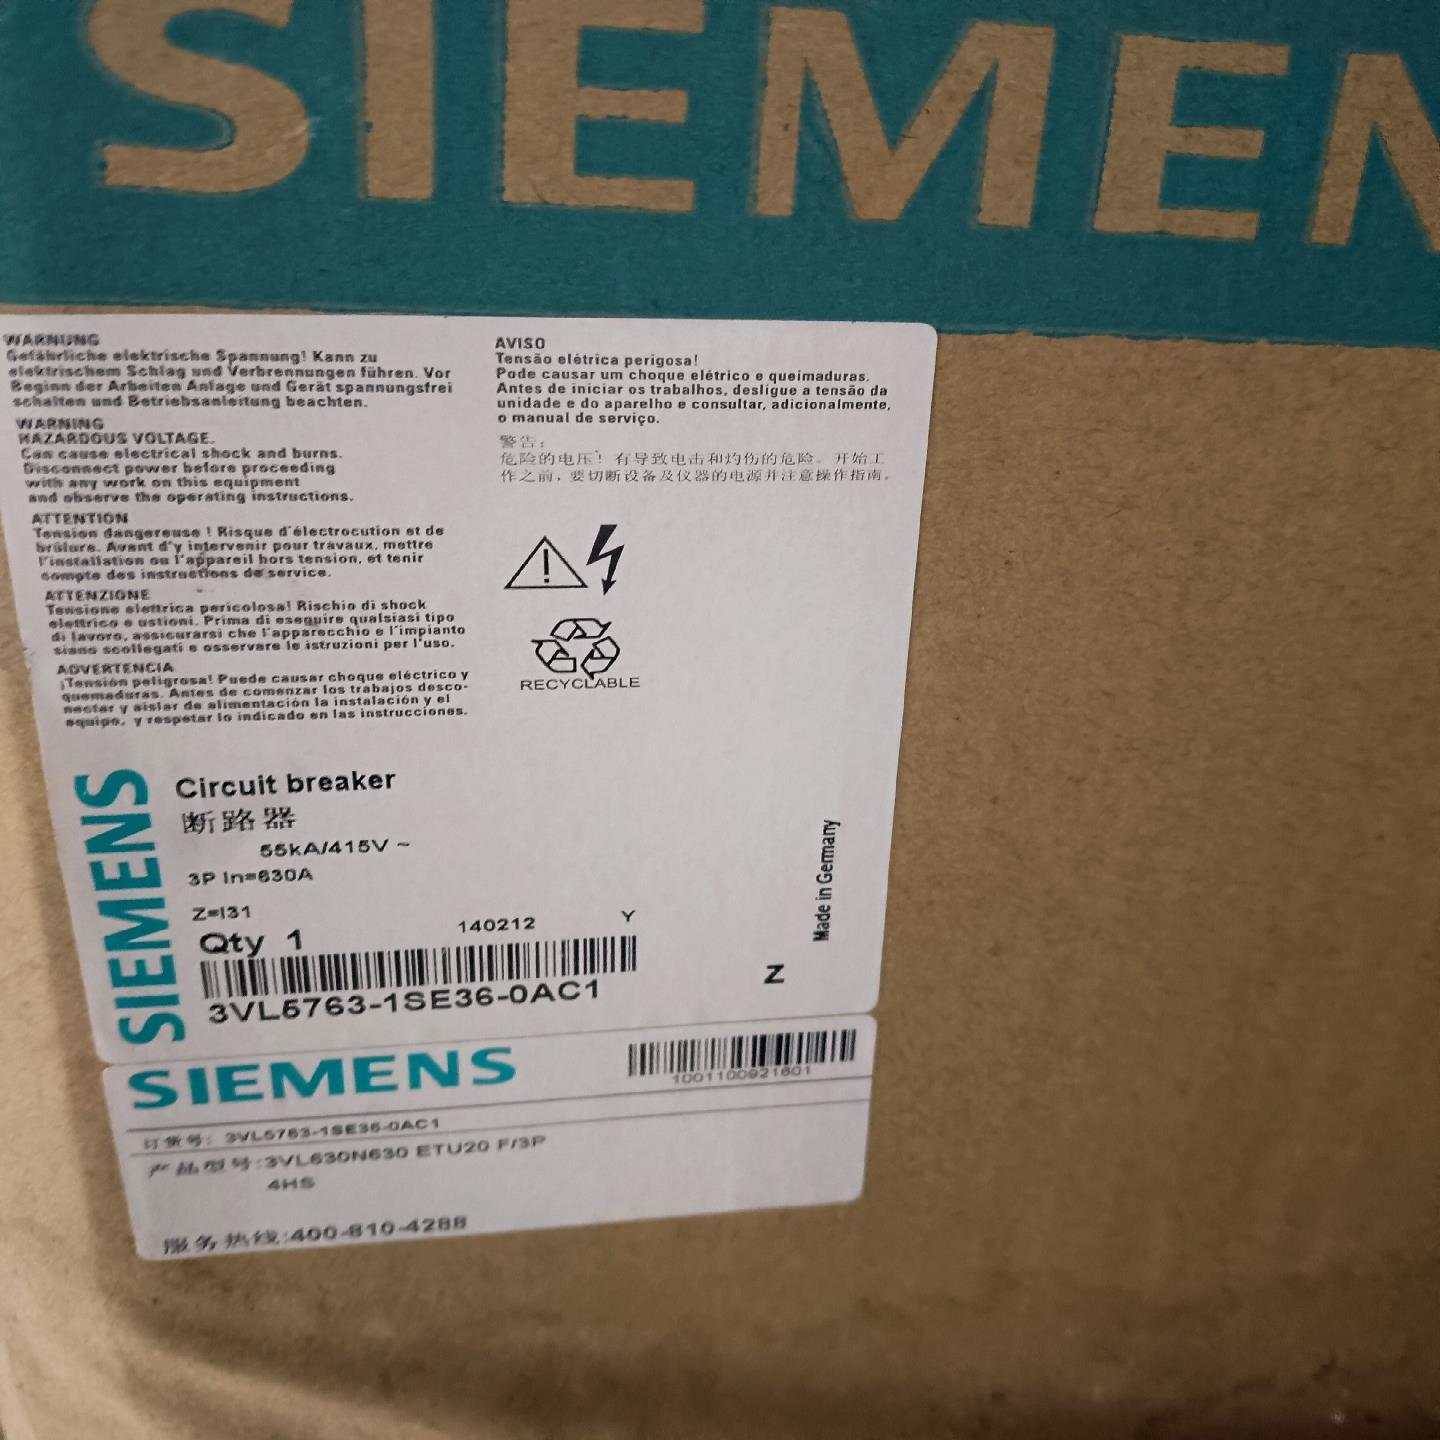 SIEMEN
WARNUNG
Gefährliche elektrische Spannung! Kann zu
elektrischem Schlag und Verbrennungen führen. Vor
Beginn der Arbeiten Anlage und Gerät spannungsfrei
schalten und Betriebsanleitung beachten.
WARNING
HAZARDOUS VOLTAGE.
Can cause electrical shock and burns.
Disconnect power before proceeding
with any work on this equipment
and observe the operating instructions.
ATTENTION
Tension dangereuse ! Risque d'électrocution et de
brûlure. Avant d'y intervenir pour travaux, mettre
l'installation ou l'appareil hors tension, et tenir
compte des instructions de service.
ATTENZIONE
Tensione elettrica pericolosa! Rischio di shock
elettrico e ustioni. Prima di eseguire qualsiasi tipo
di lavoro, assicurarsi che l'apparecchio e l'impianto
siano scollegati e osservare le istruzioni per l'uso.
ADVERTENCIA
¡Tensión peligrosa! Puede causar choque eléctrico y
quemaduras. Antes de comenzar los trabajos desco-
nectar y aislar de alimentación la instalación y el
equipo, y respetar lo indicado en las instrucciones.
AVISO
Tensão elétrica perigosa!
Pode causar um choque elétrico e queimaduras.
Antes de iniciar os trabalhos, desligue a tensão da
unidade e do aparelho e consultar, adicionalmente,
o manual de serviço.
警告:
危险的电压! 有导致电击和灼伤的危险。开始工
作之前,要切断设备及仪器的电源并注意操作指南。
RECYCLABLE
SIEMENS
Circuit breaker
断路器
55kA/415V ~
3P In=630A
Z=I31
Qty 1
140212
Y
3VL5763-1SE36-0AC1
Z
Made in Germany
SIEMENS
1001100921601
订货号: 3VL5763-1SE36-0AC1
产品型号:3VL630N630 ETU20 F/3P
4HS
服务热线:400-810-4288